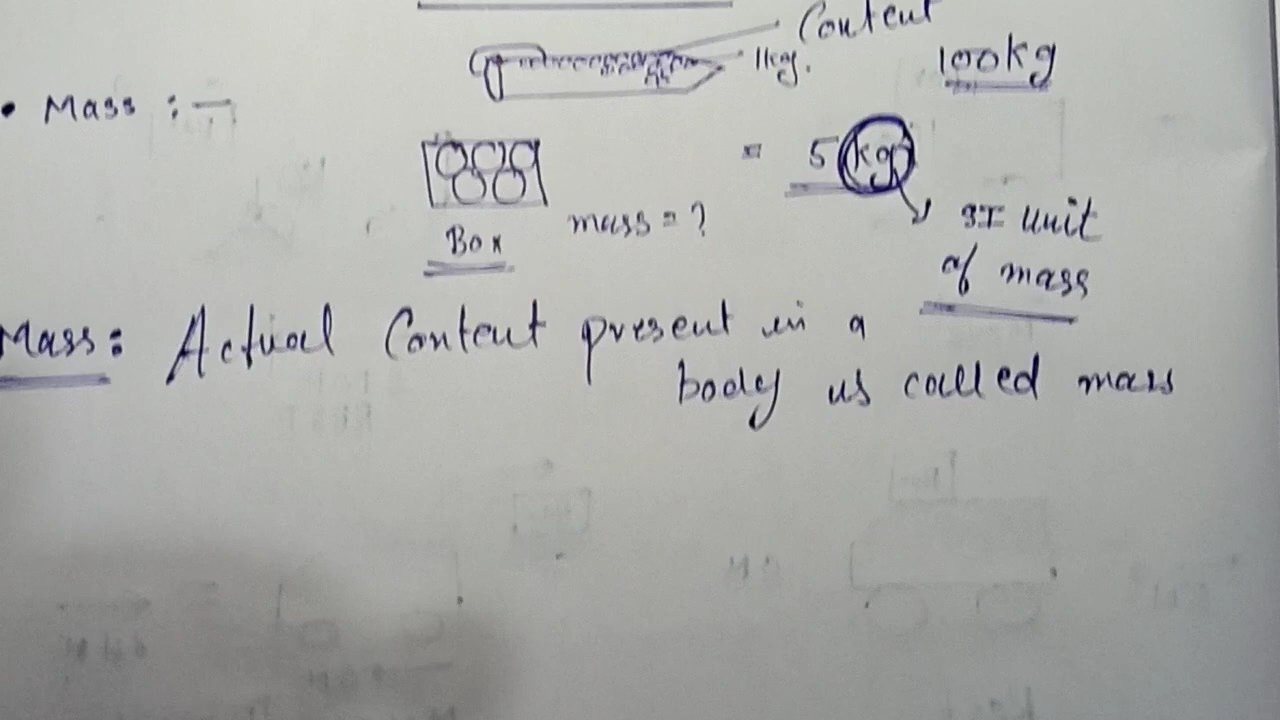 Content
1kg.
100kg
• Mass :-
= 5 kg
Box
mass = ?
SI Unit
of mass
Mass: Actual Content present in a
body is called mass